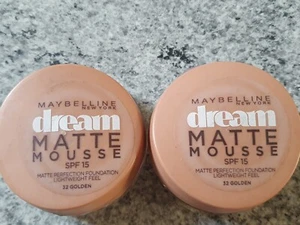 MAYBELLINE
NEW YORK
dream
MATTE
MOUSSE
SPF 15
MATTE PERFECTION FOUNDATION
LIGHTWEIGHT FEEL
32 GOLDEN
MAYBELLINE
NEW YORK
dream
MATTE
MOUSSE
SPF 15
MATTE PERFECTION FOUNDATION
LIGHTWEIGHT FEEL
32 GOLDEN